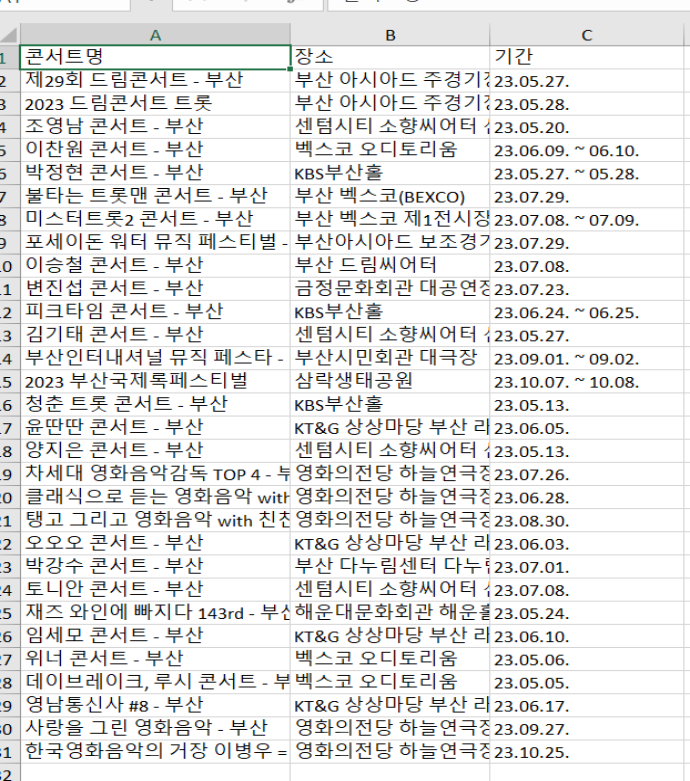 A B C
콘서트명 장소 기간
2 제29회 드림콘서트 - 부산 부산 아시아드 주경기 23.05.27.
3 2023 드림콘서트 트롯 부산 아시아드 주경기 23.05.28.
4 조영남 콘서트 - 부산 센텀시티 소향씨어터 23.05.20.
5 이찬원 콘서트 - 부산 벡스코 오디토리움 23.06.09. ~ 06.10.
6 박정현 콘서트 - 부산 KBS부산홀 23.05.27. ~ 05.28.
7 불타는 트롯맨 콘서트 - 부산 부산 벡스코(BEXCO) 23.07.29.
8 미스터트롯2 콘서트 - 부산 부산 벡스코 제1전시장 23.07.08. ~ 07.09.
9 포세이돈 워터 뮤직 페스티벌 - 부산아시아드 보조경기 23.07.29.
0 이승철 콘서트 - 부산 부산 드림씨어터 23.07.08.
1 변진섭 콘서트 - 부산 금정문화회관 대공연장 23.07.23.
2 피크타임 콘서트 - 부산 KBS부산홀 23.06.24. ~ 06.25.
3 김기태 콘서트 - 부산 센텀시티 소향씨어터 23.05.27.
4 부산인터내셔널 뮤직 페스타 - 부산시민회관 대극장 23.09.01. ~ 09.02.
5 2023 부산국제록페스티벌 삼락생태공원 23.10.07. ~ 10.08.
6 청춘 트롯 콘서트 - 부산 KBS부산홀 23.05.13.
7 윤딴딴 콘서트 - 부산 KT&G 상상마당 부산 라 23.06.05.
8 양지은 콘서트 - 부산 센텀시티 소향씨어터 23.05.13.
9 차세대 영화음악감독 TOP 4 - 영화의전당 하늘연극장 23.07.26.
0 클래식으로 듣는 영화음악 with 영화의전당 하늘연극장 23.06.28.
1 탱고 그리고 영화음악 with 친친 영화의전당 하늘연극장 23.08.30.
2 오오오 콘서트 - 부산 KT&G 상상마당 부산 라 23.06.03.
3 박강수 콘서트 - 부산 부산 다누림센터 다누림 23.07.01.
4 토니안 콘서트 - 부산 센텀시티 소향씨어터 23.07.08.
5 재즈 와인에 빠지다 143rd - 부산 해운대문화회관 해운홀 23.05.24.
6 임세모 콘서트 - 부산 KT&G 상상마당 부산 라 23.06.10.
7 위너 콘서트 - 부산 벡스코 오디토리움 23.05.06.
8 데이브레이크, 루시 콘서트 - 부 벡스코 오디토리움 23.05.05.
9 영남통신사 #8 - 부산 KT&G 상상마당 부산 라 23.06.17.
0 사랑을 그린 영화음악 - 부산 영화의전당 하늘연극장 23.09.27.
1 한국영화음악의 거장 이병우 = 영화의전당 하늘연극장 23.10.25.